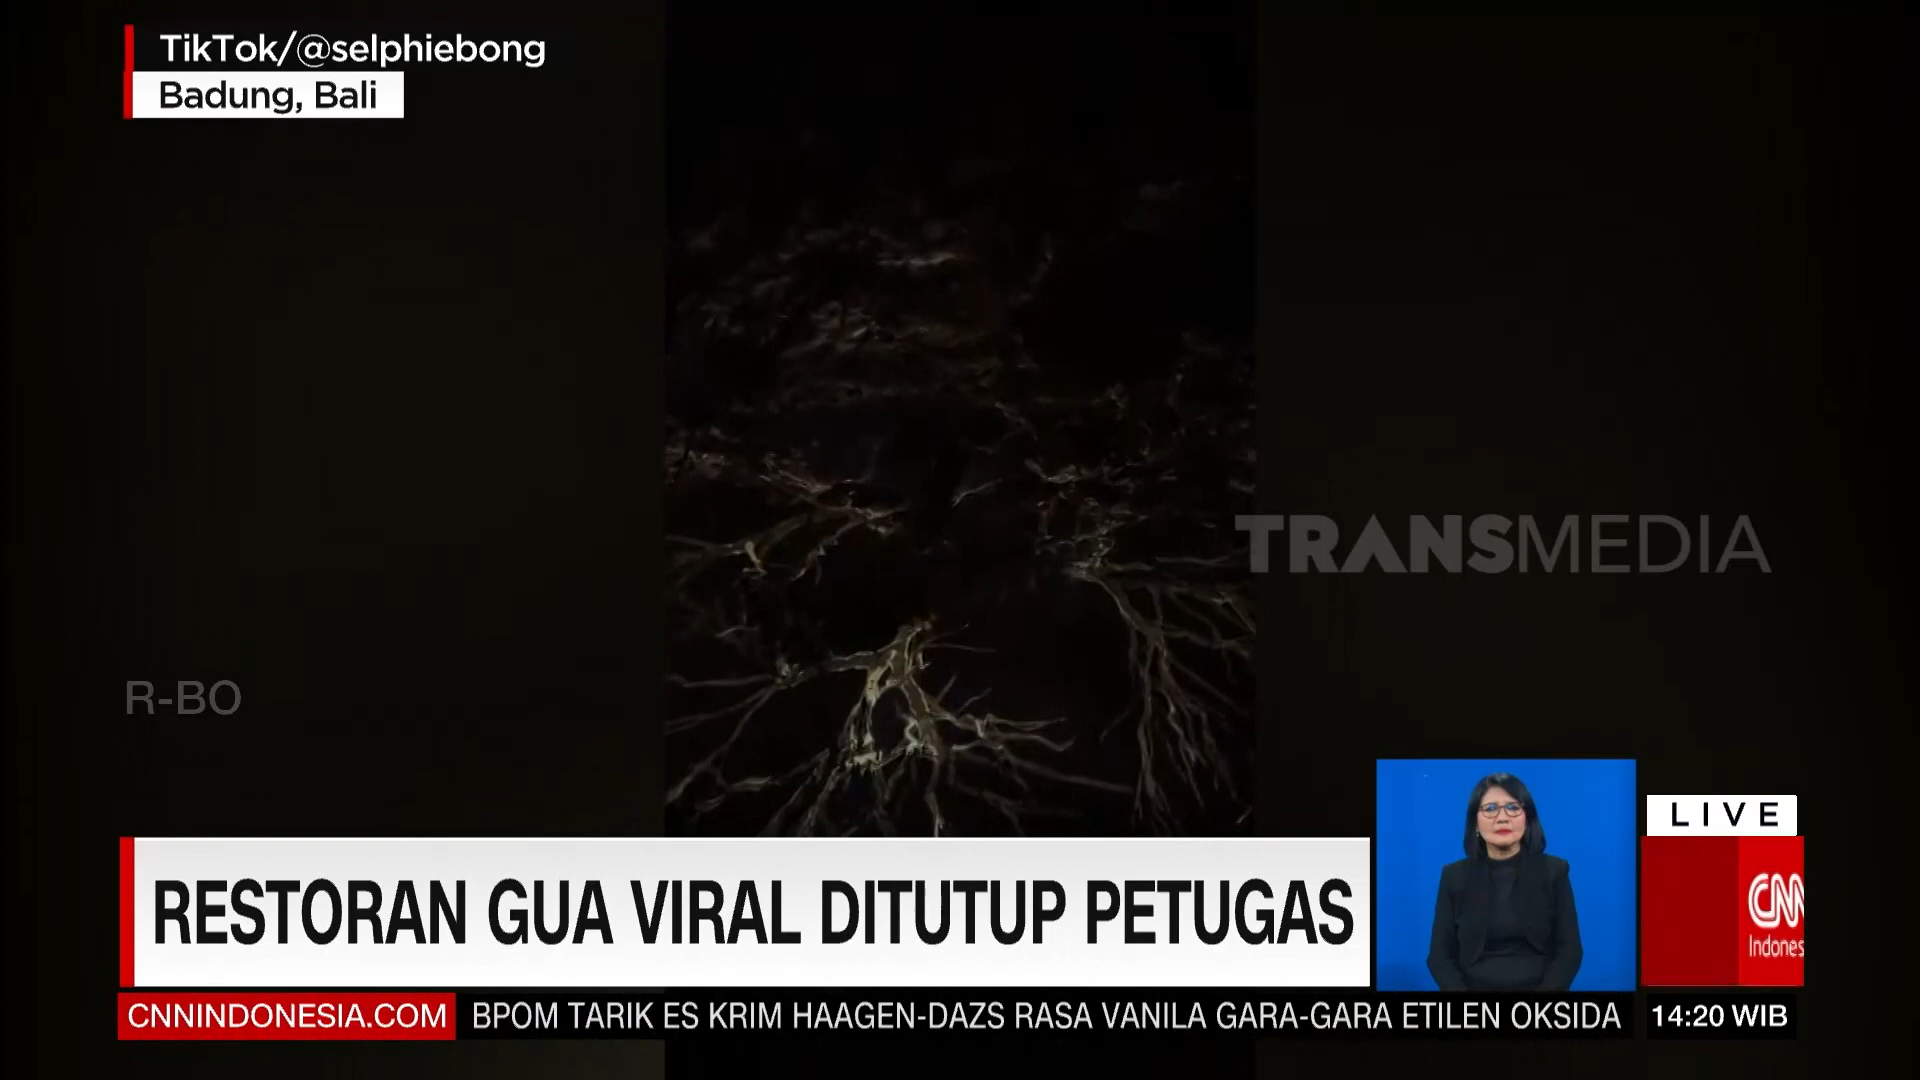 TikTok/@selphiebong
Badung, Bali
TRANSMEDIA
R-BO
LIVE
CNN
Indones
RESTORAN GUA VIRAL DITUTUP PETUGAS
CNNINDONESIA.COM BPOM TARIK ES KRIM HAAGEN-DAZS RASA VANILA GARA-GARA ETILEN OKSIDA 14:20 WIB